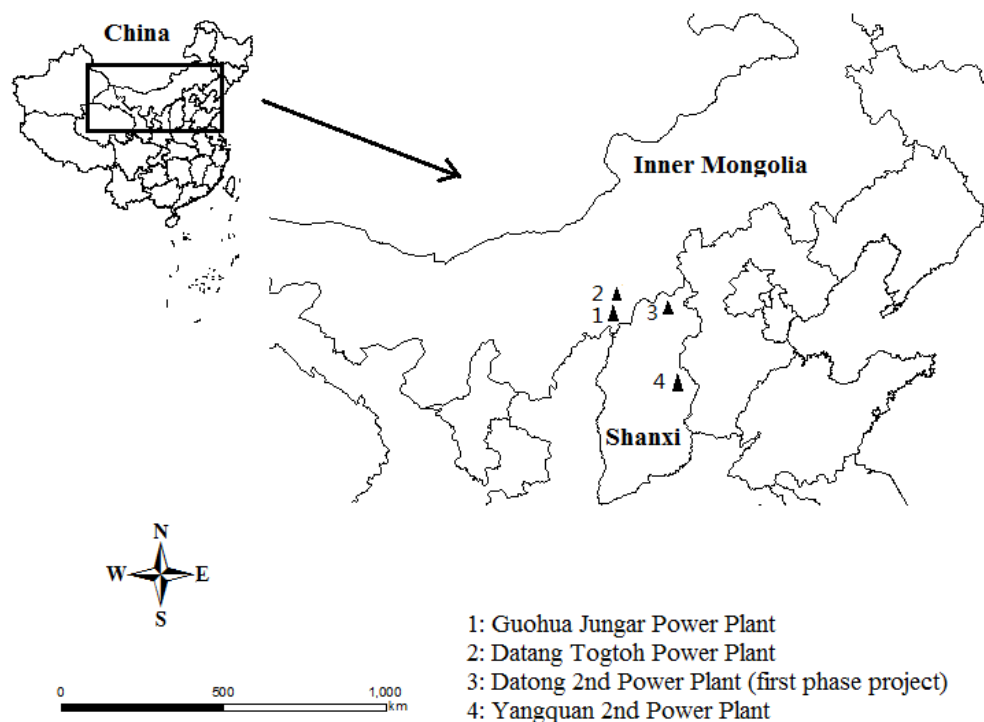 China
Inner Mongolia
2
1
3
4
Shanxi
N
W E
S
1: Guohua Jungar Power Plant
2: Datang Togtoh Power Plant
3: Datong 2nd Power Plant (first phase project)
4: Yangquan 2nd Power Plant
0 500 1,000
km